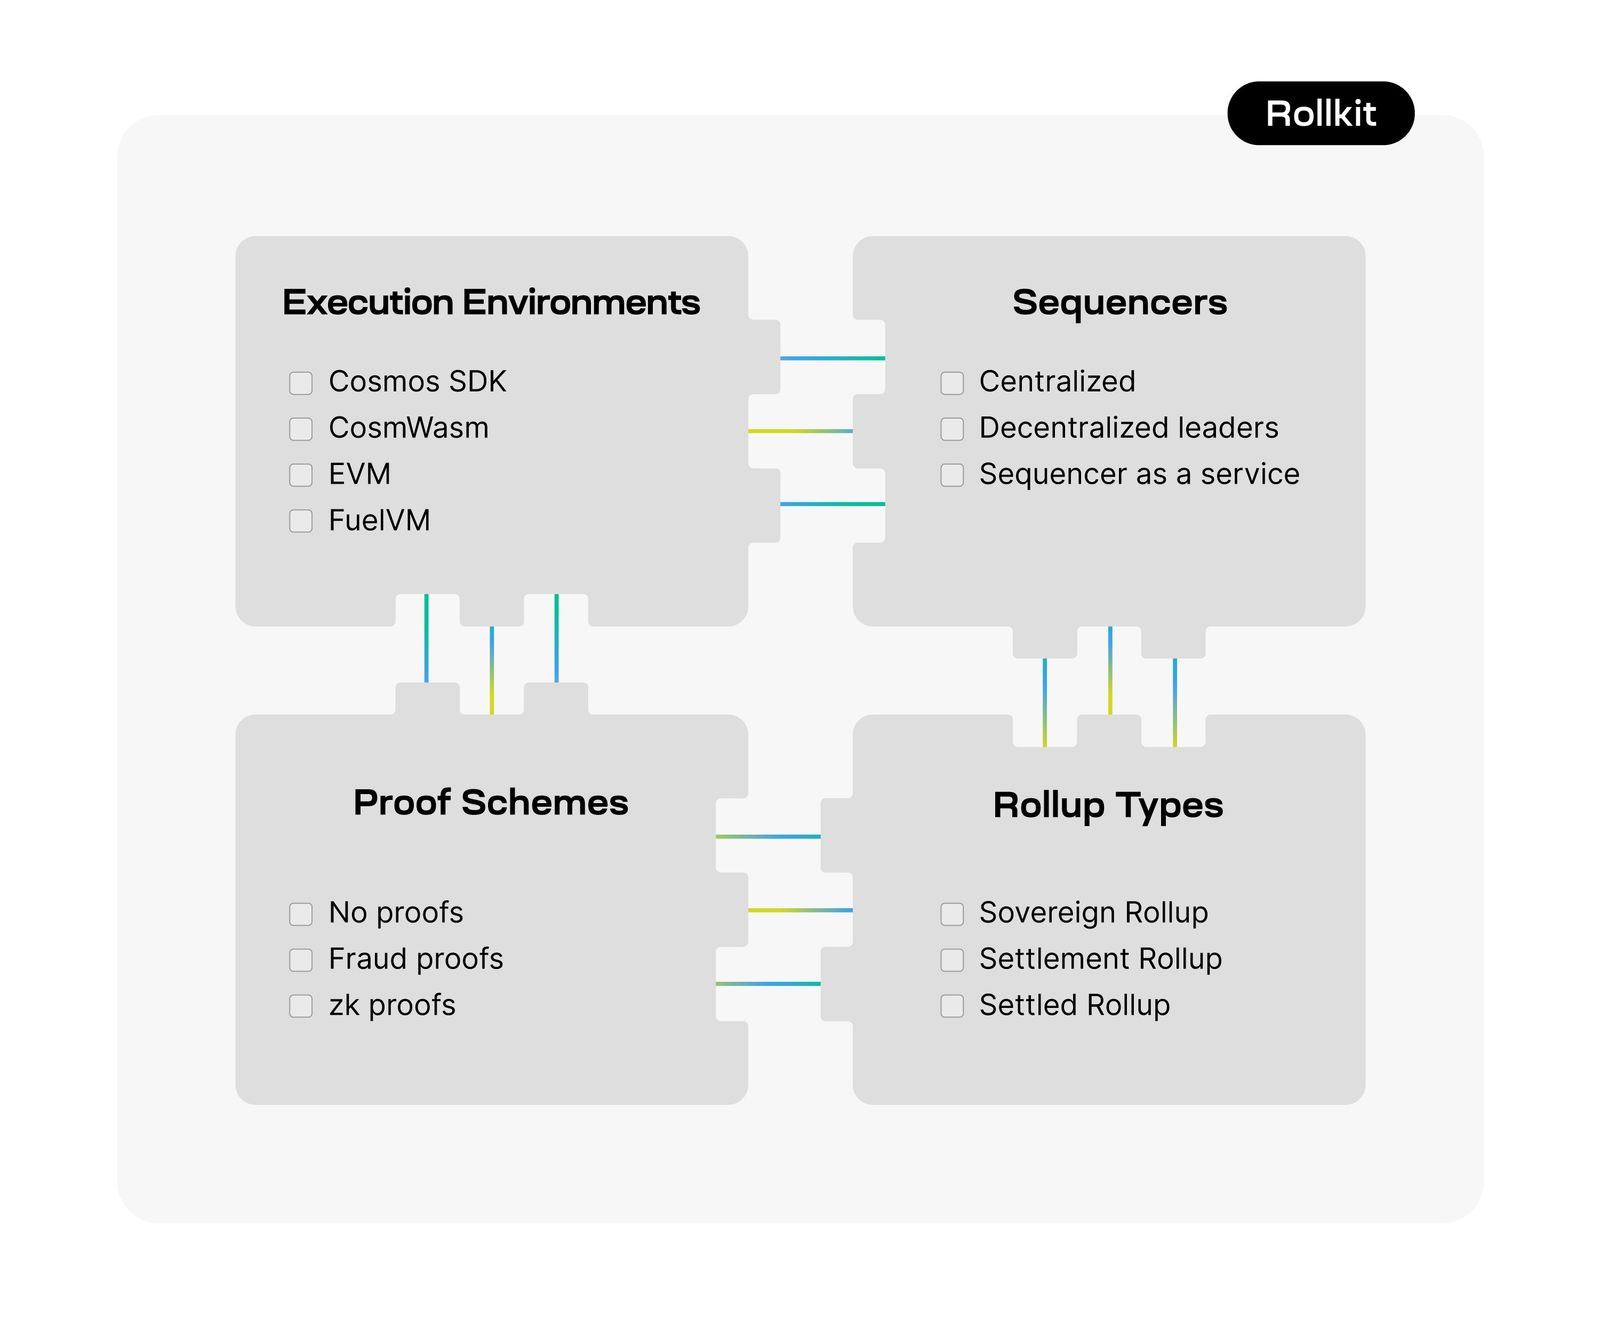 Rollkit
Execution Environments
Cosmos SDK
CosmWasm
EVM
FuelVM
Sequencers
Centralized
Decentralized leaders
Sequencer as a service
Proof Schemes
No proofs
Fraud proofs
zk proofs
Rollup Types
Sovereign Rollup
Settlement Rollup
Settled Rollup